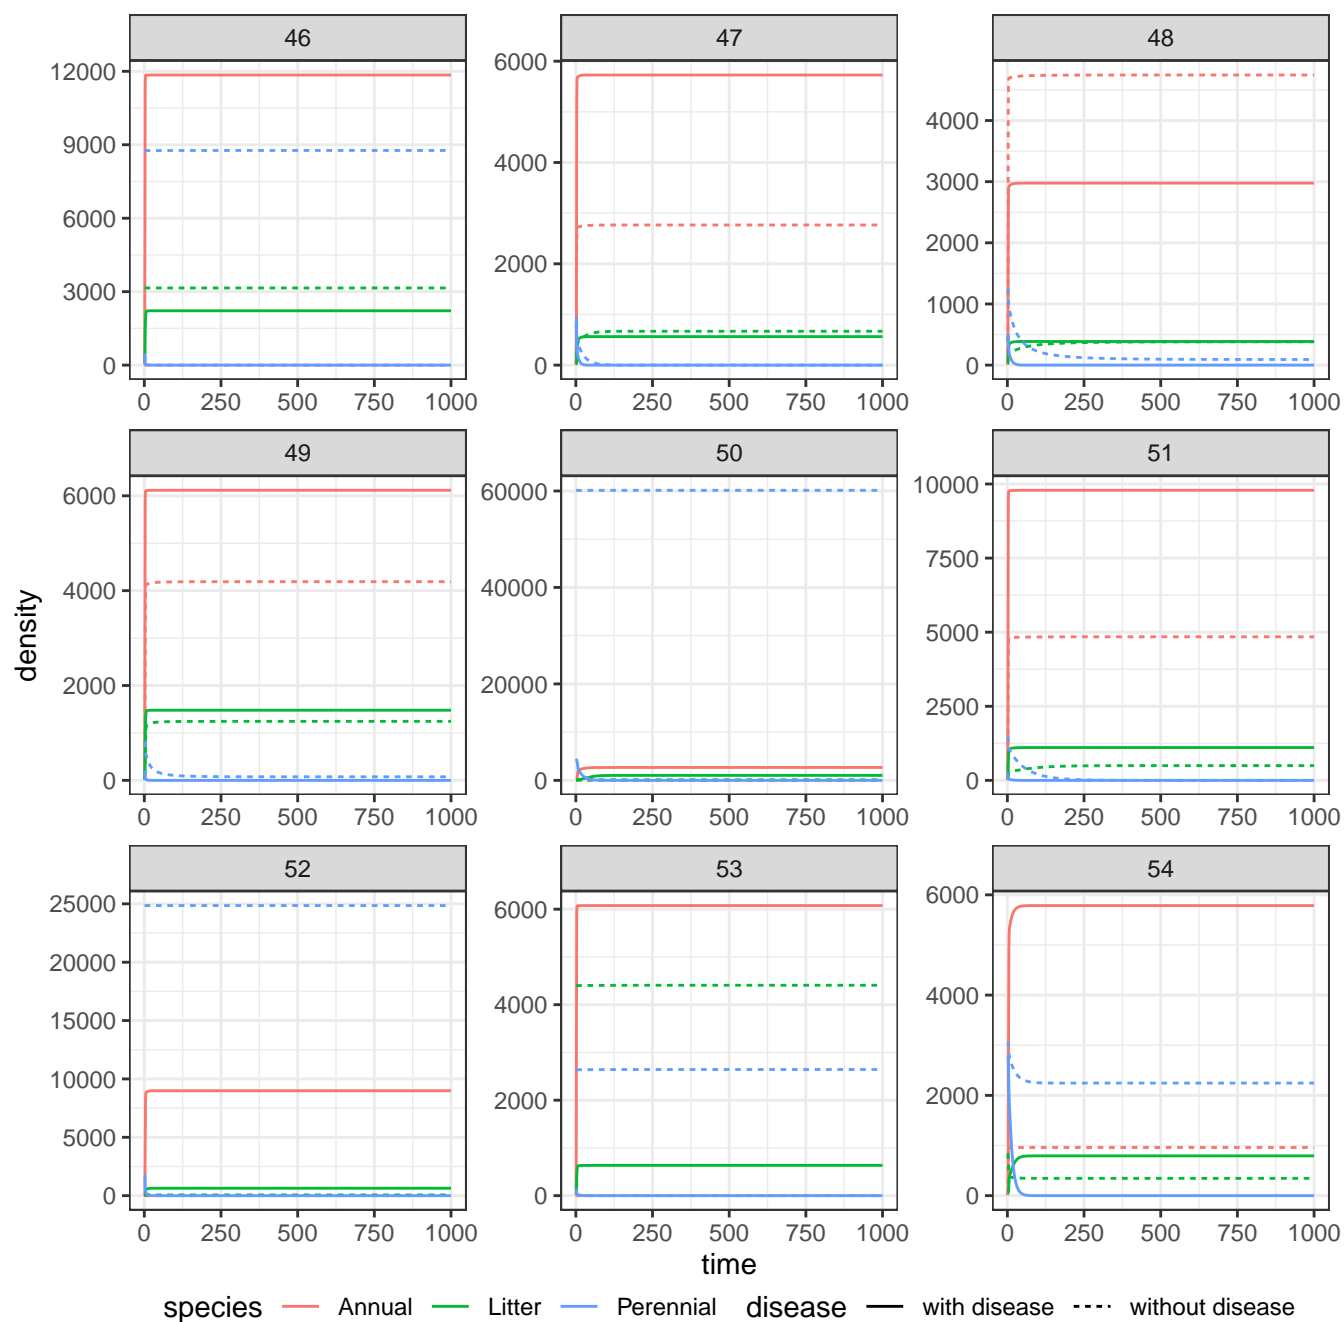 46 47 48
12000 9000 6000 3000 0
6000 4000 2000 0
4000 3000 2000 1000 0
0 250 500 750 1000 0 250 500 750 1000 0 250 500 750 1000
49 50 51
6000 4000 2000 0
60000 40000 20000 0
10000 7500 5000 2500 0
0 250 500 750 1000 0 250 500 750 1000 0 250 500 750 1000
density
52 53 54
25000 20000 15000 10000 5000 0
6000 4000 2000 0
6000 4000 2000 0
0 250 500 750 1000 0 250 500 750 1000 0 250 500 750 1000
time
species Annual Litter Perennial disease with disease without disease